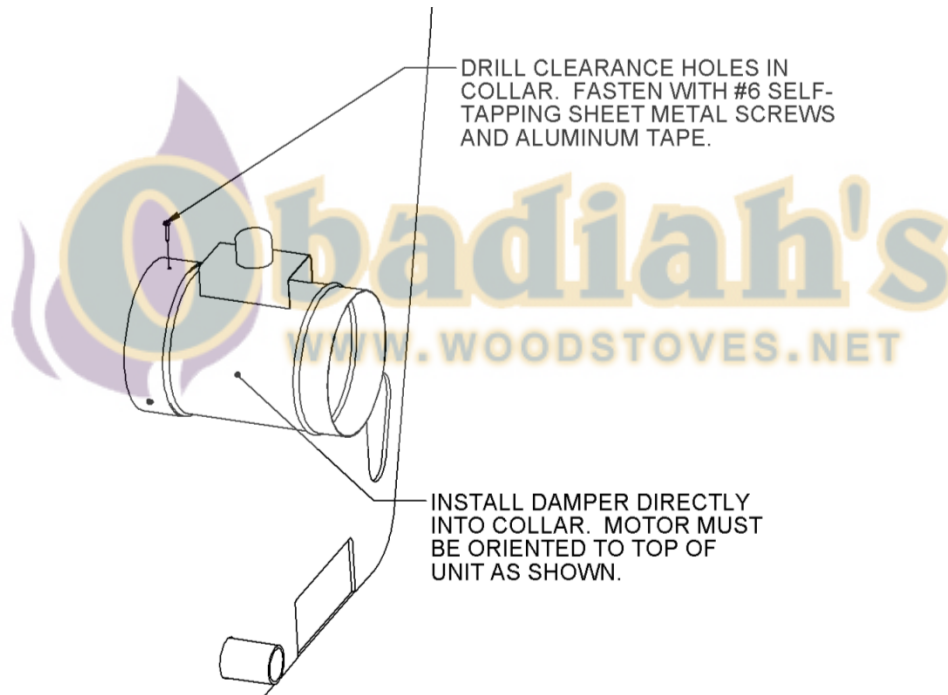 DRILL CLEARANCE HOLES IN
COLLAR. FASTEN WITH #6 SELF-
TAPPING SHEET METAL SCREWS
AND ALUMINUM TAPE.
Obadiah's
WWW.WOODSTOVES.NET
INSTALL DAMPER DIRECTLY
INTO COLLAR. MOTOR MUST
BE ORIENTED TO TOP OF
UNIT AS SHOWN.